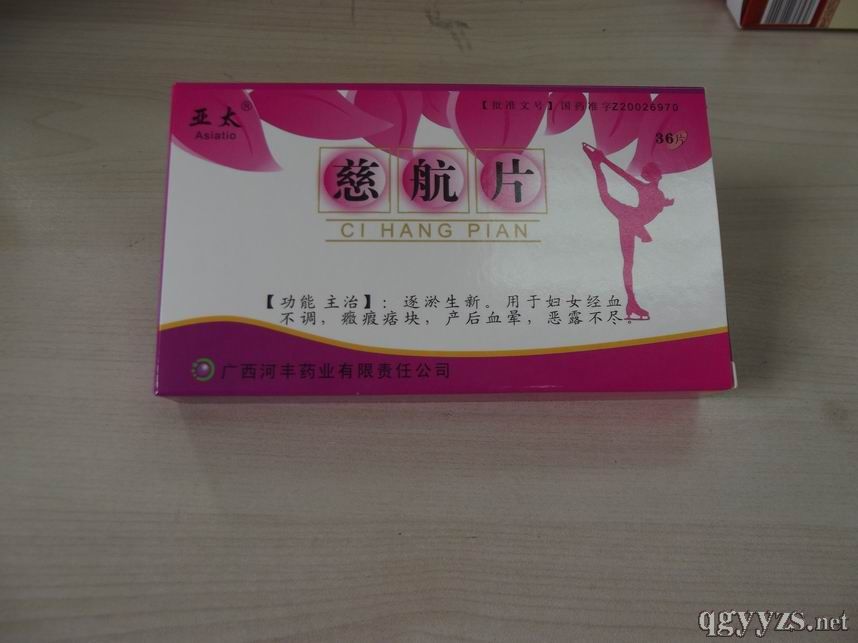 亚太®
Asiatio
【批准文号】国药准字Z20026970
36片
慈航片
CI HANG PIAN
【功能 主治】：逐淤生新。用于妇女经血
不调，癥瘕痞块，产后血晕，恶露不尽。
广西河丰药业有限责任公司
qgyyzs.net